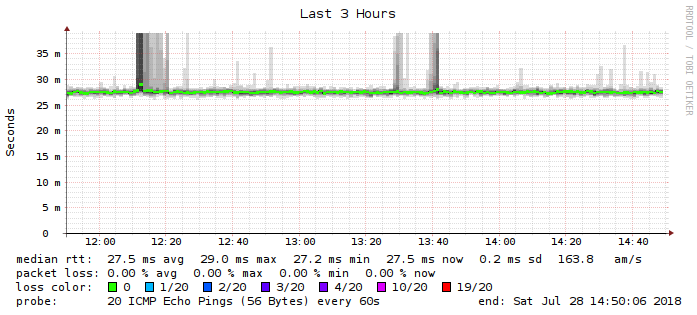 Last 3 Hours
RRDTOOL / TOBI OETIKER
Seconds
35 m
30 m
25 m
20 m
15 m
10 m
5 m
0
12:00 12:20 12:40 13:00 13:20 13:40 14:00 14:20 14:40
median rtt: 27.5 ms avg 29.0 ms max 27.2 ms min 27.5 ms now 0.2 ms sd 163.8 am/s
packet loss: 0.00 % avg 0.00 % max 0.00 % min 0.00 % now
loss color: 0 1/20 2/20 3/20 4/20 10/20 19/20
probe: 20 ICMP Echo Pings (56 Bytes) every 60s end: Sat Jul 28 14:50:06 2018